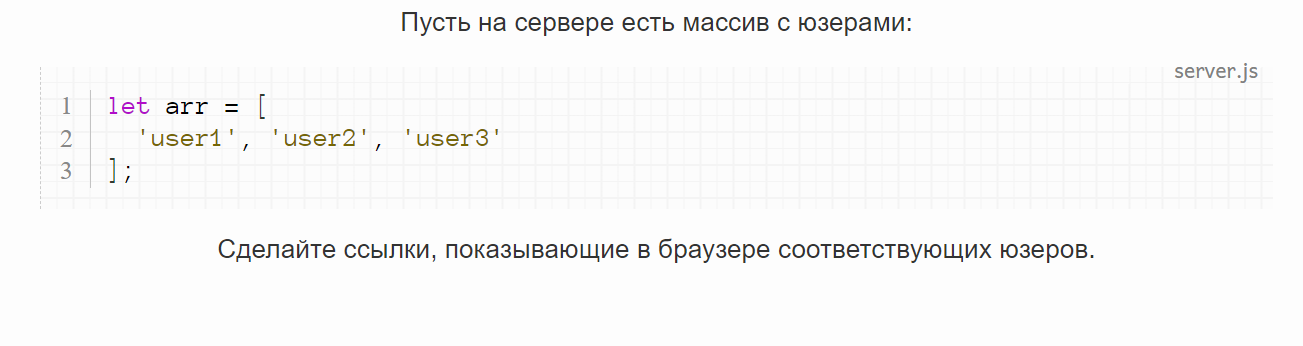 Пусть на сервере есть массив с юзерами:
server.js
1 let arr = [
2 'user1', 'user2', 'user3'
3 ];
Сделайте ссылки, показывающие в браузере соответствующих юзеров.